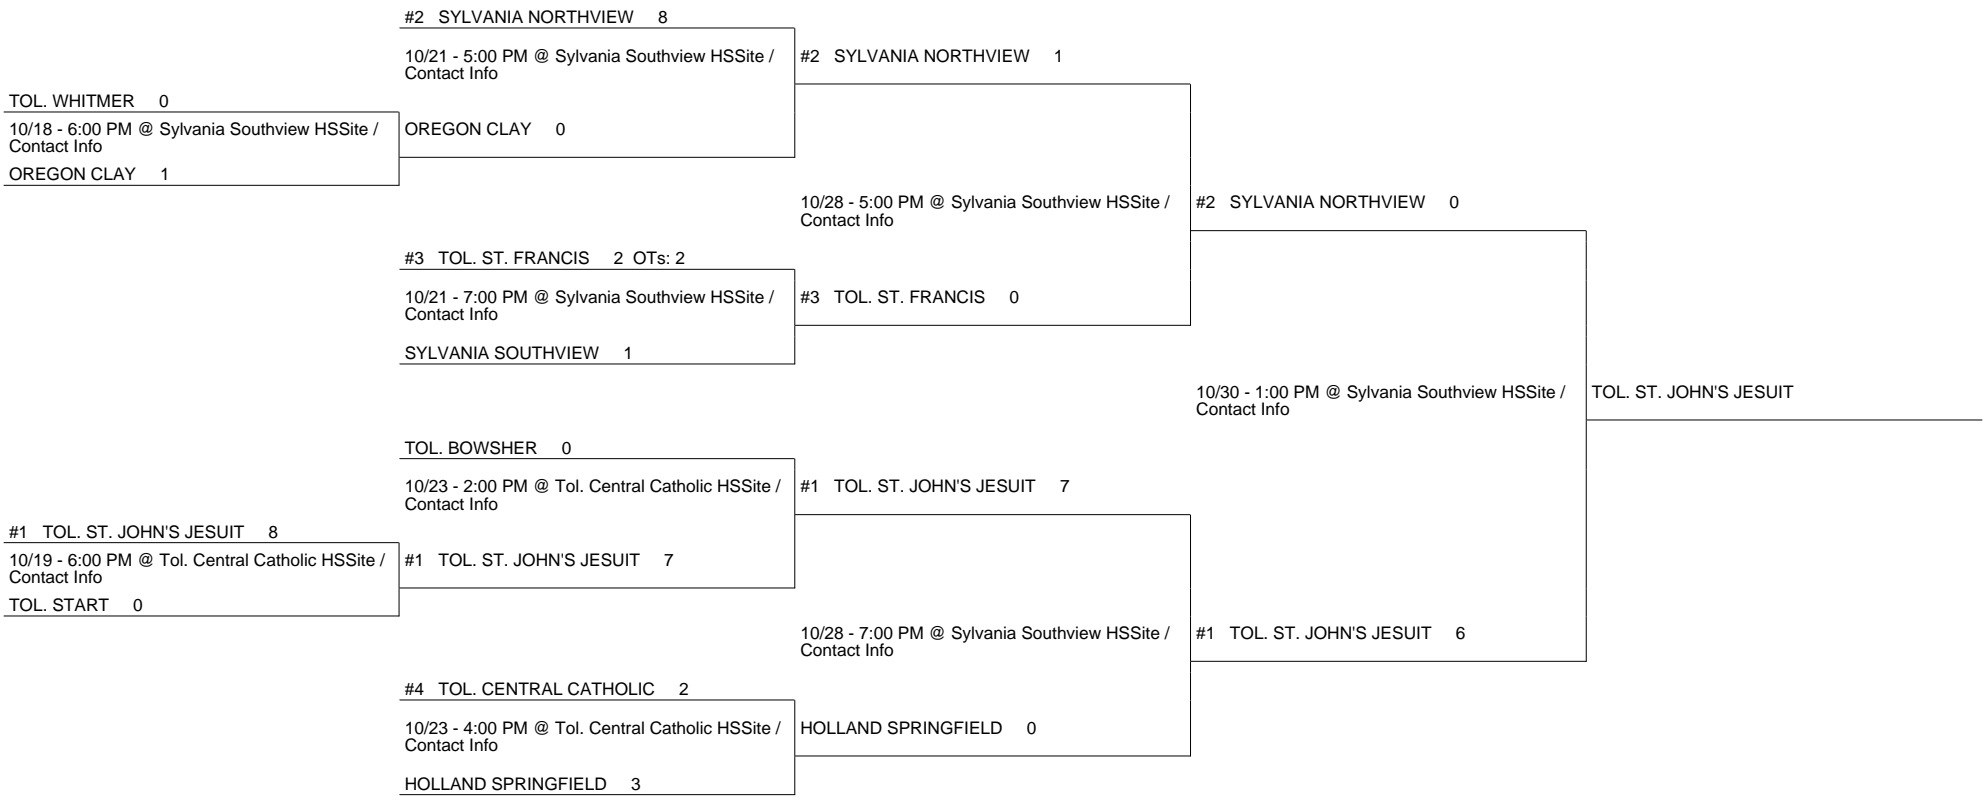 #2 SYLVANIA NORTHVIEW 8
10/21 - 5:00 PM @ Sylvania Southview HSSite /
Contact Info
#2 SYLVANIA NORTHVIEW 1
TOL. WHITMER 0
10/18 - 6:00 PM @ Sylvania Southview HSSite /
Contact Info
OREGON CLAY 0
OREGON CLAY 1
10/28 - 5:00 PM @ Sylvania Southview HSSite /
Contact Info
#2 SYLVANIA NORTHVIEW 0
#3 TOL. ST. FRANCIS 2 OTs: 2
10/21 - 7:00 PM @ Sylvania Southview HSSite /
Contact Info
#3 TOL. ST. FRANCIS 0
SYLVANIA SOUTHVIEW 1
10/30 - 1:00 PM @ Sylvania Southview HSSite /
Contact Info
TOL. ST. JOHN'S JESUIT
TOL. BOWSHER 0
10/23 - 2:00 PM @ Tol. Central Catholic HSSite /
Contact Info
#1 TOL. ST. JOHN'S JESUIT 7
#1 TOL. ST. JOHN'S JESUIT 8
10/19 - 6:00 PM @ Tol. Central Catholic HSSite /
Contact Info
#1 TOL. ST. JOHN'S JESUIT 7
TOL. START 0
10/28 - 7:00 PM @ Sylvania Southview HSSite /
Contact Info
#1 TOL. ST. JOHN'S JESUIT 6
#4 TOL. CENTRAL CATHOLIC 2
10/23 - 4:00 PM @ Tol. Central Catholic HSSite /
Contact Info
HOLLAND SPRINGFIELD 0
HOLLAND SPRINGFIELD 3